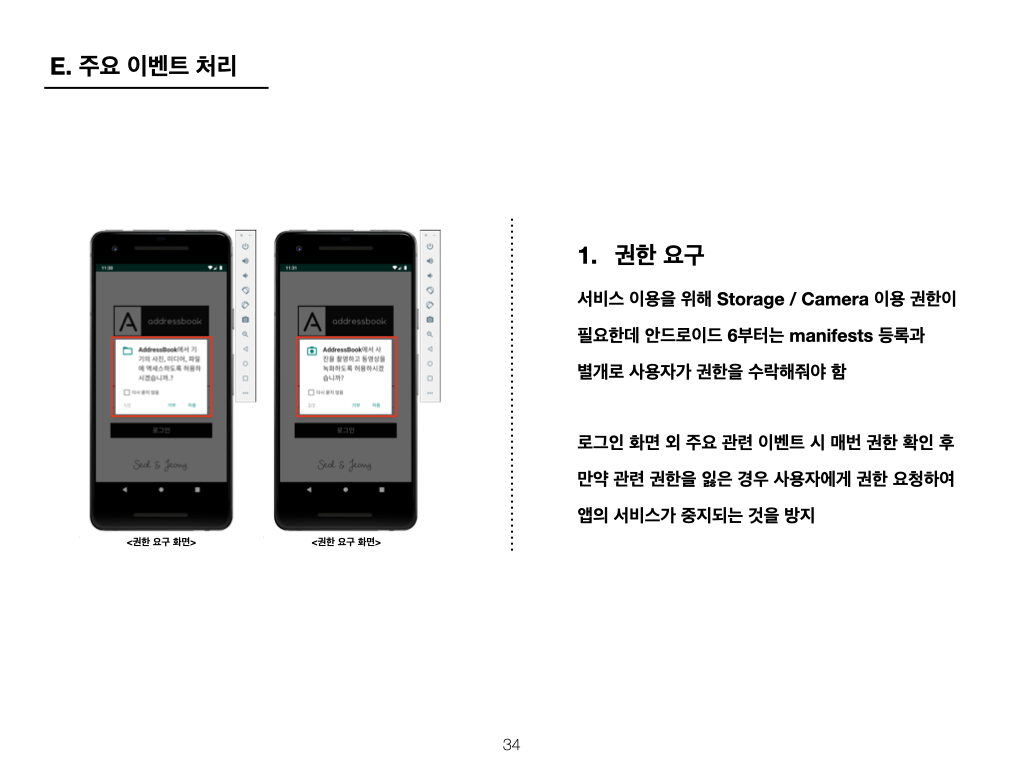 E. 주요 이벤트 처리
11:30
addressbook
AddressBook에서 기
기의 사진, 미디어, 파일
에 액세스하도록 허용하
시겠습니까.?
다시 묻지 않음
거부 허용
로그인
Seol & Jeong
<권한 요구 화면>
11:31
addressbook
AddressBook에서 사
진을 촬영하고 동영상을
녹화하도록 허용하시겠
습니까?
다시 묻지 않음
거부 허용
로그인
Seol & Jeong
<권한 요구 화면>
1. 권한 요구
서비스 이용을 위해 Storage / Camera 이용 권한이
필요한데 안드로이드 6부터는 manifests 등록과
별개로 사용자가 권한을 수락해줘야 함
로그인 화면 외 주요 관련 이벤트 시 매번 권한 확인 후
만약 관련 권한을 잃은 경우 사용자에게 권한 요청하여
앱의 서비스가 중지되는 것을 방지
34